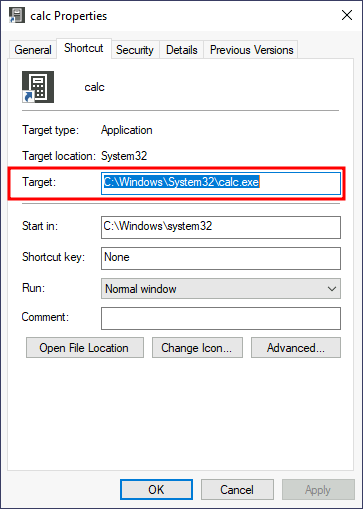 calc Properties
General Shortcut Security Details Previous Versions
calc
Target type: Application
Target location: System32
Target: C:\Windows\System32\calc.exe
Start in: C:\Windows\system32
Shortcut key: None
Run: Normal window
Comment:
Open File Location Change Icon... Advanced...
OK Cancel Apply